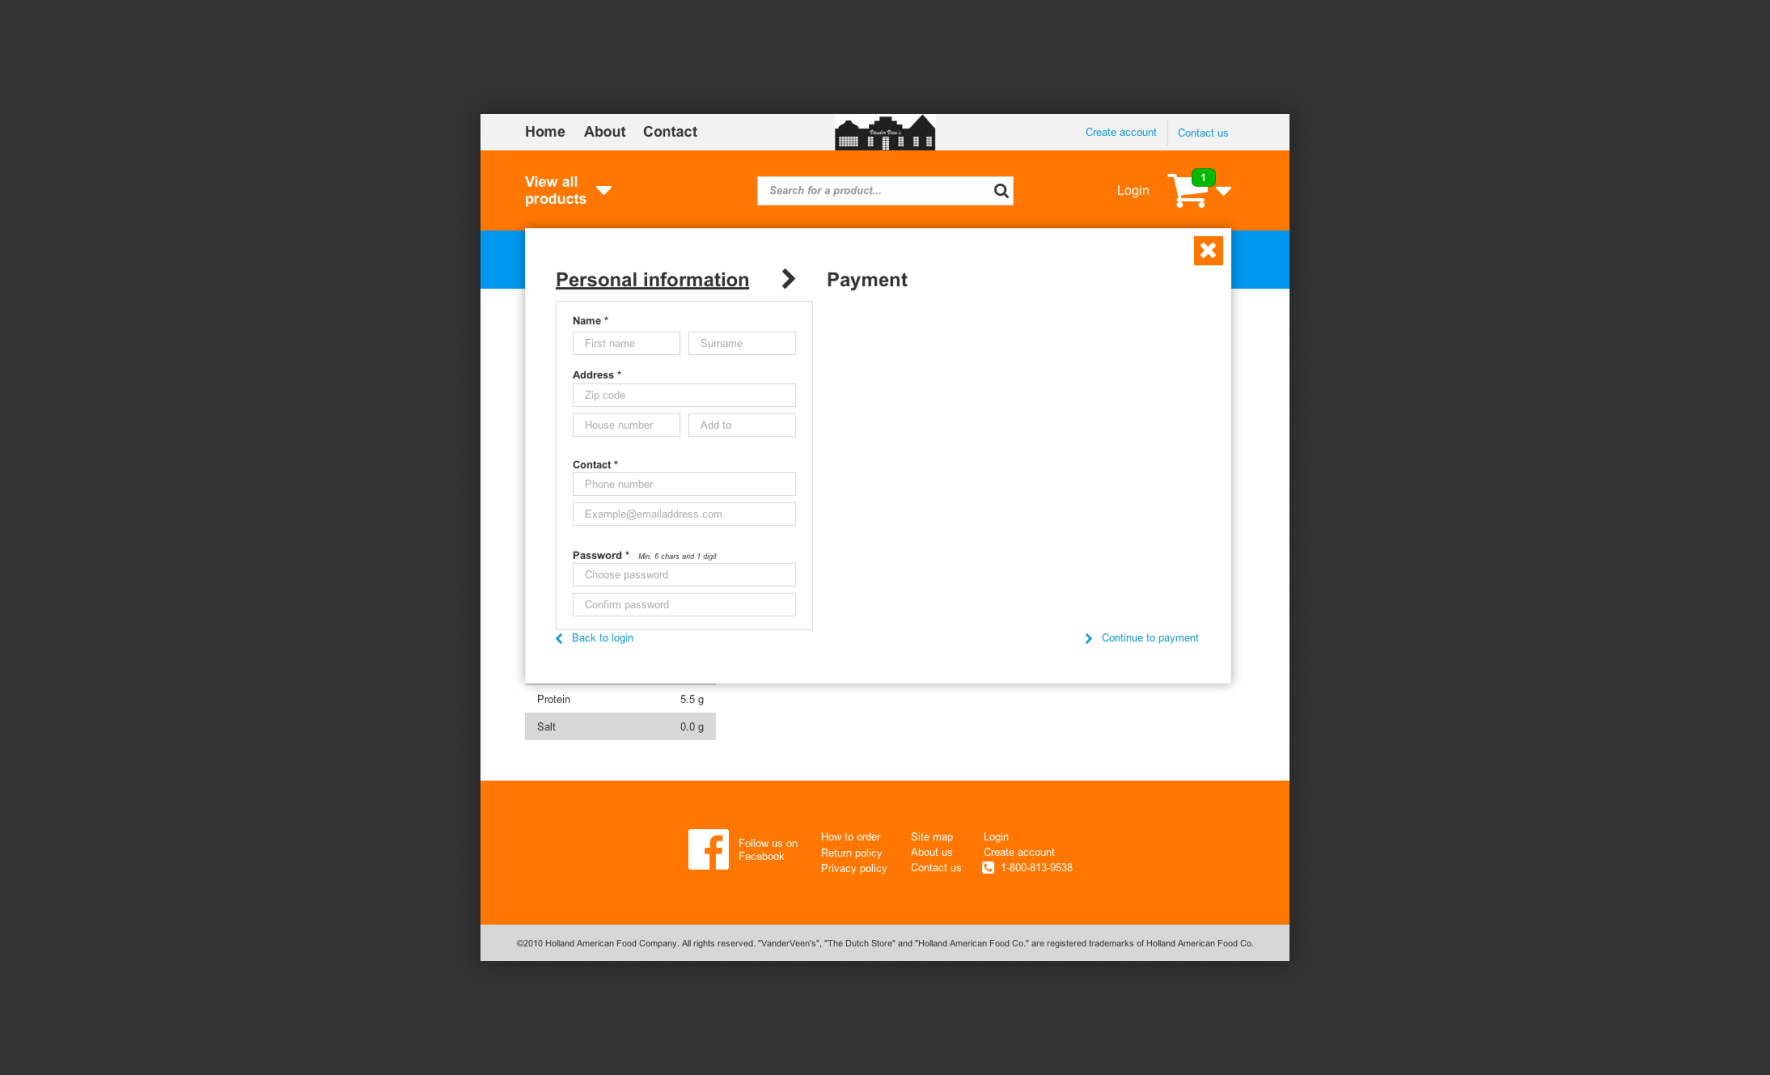 Home About Contact
VanderVeen's
Create account Contact us
View all
products
Search for a product...
Login
1
Personal information
Payment
Name *
First name Surname
Address *
Zip code
House number Add to
Contact *
Phone number
Example@emailaddress.com
Password * Min. 6 chars and 1 digit
Choose password
Confirm password
Back to login
Continue to payment
Protein 5.5 g
Salt 0.0 g
Follow us on
Facebook
How to order
Return policy
Privacy policy
Site map
About us
Contact us
Login
Create account
1-800-813-9538
©2010 Holland American Food Company. All rights reserved. "VanderVeen's", "The Dutch Store" and "Holland American Food Co." are registered trademarks of Holland American Food Co.